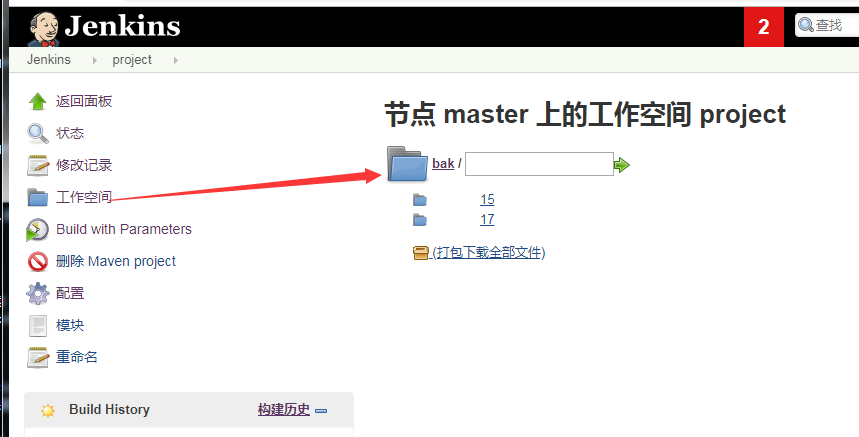 Jenkins
2
查找
Jenkins
project
返回面板
状态
修改记录
工作空间
Build with Parameters
删除 Maven project
配置
模块
重命名
Build History
构建历史
节点 master 上的工作空间 project
bak /
15
17
(打包下载全部文件)